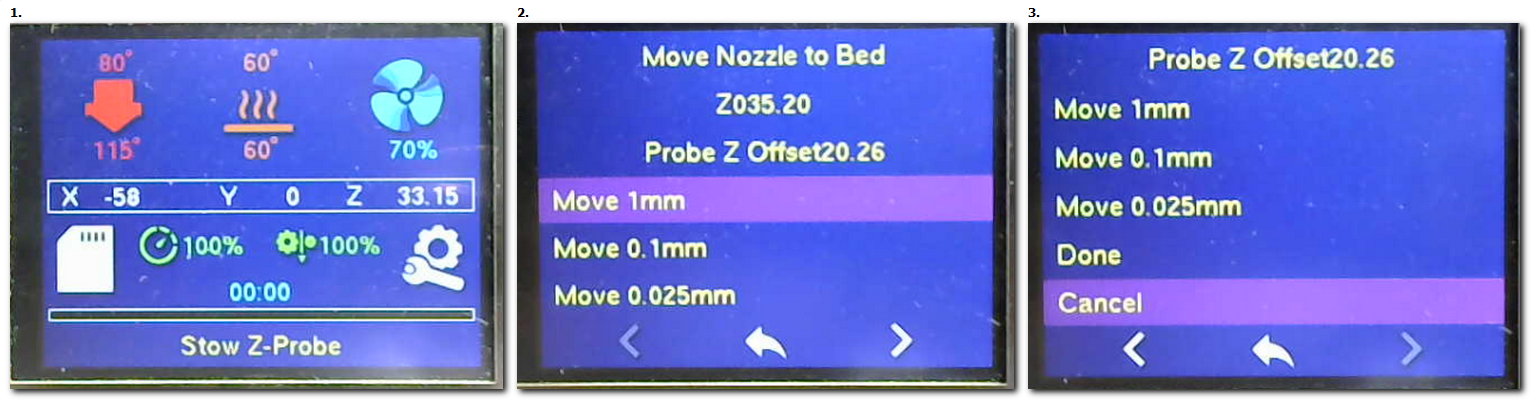 1.
80°
60°
115°
60°
70%
X -58 Y 0 Z 33.15
100% 100%
00:00
Stow Z-Probe
2.
Move Nozzle to Bed
Z035.20
Probe Z Offset20.26
Move 1mm
Move 0.1mm
Move 0.025mm
3.
Probe Z Offset20.26
Move 1mm
Move 0.1mm
Move 0.025mm
Done
Cancel